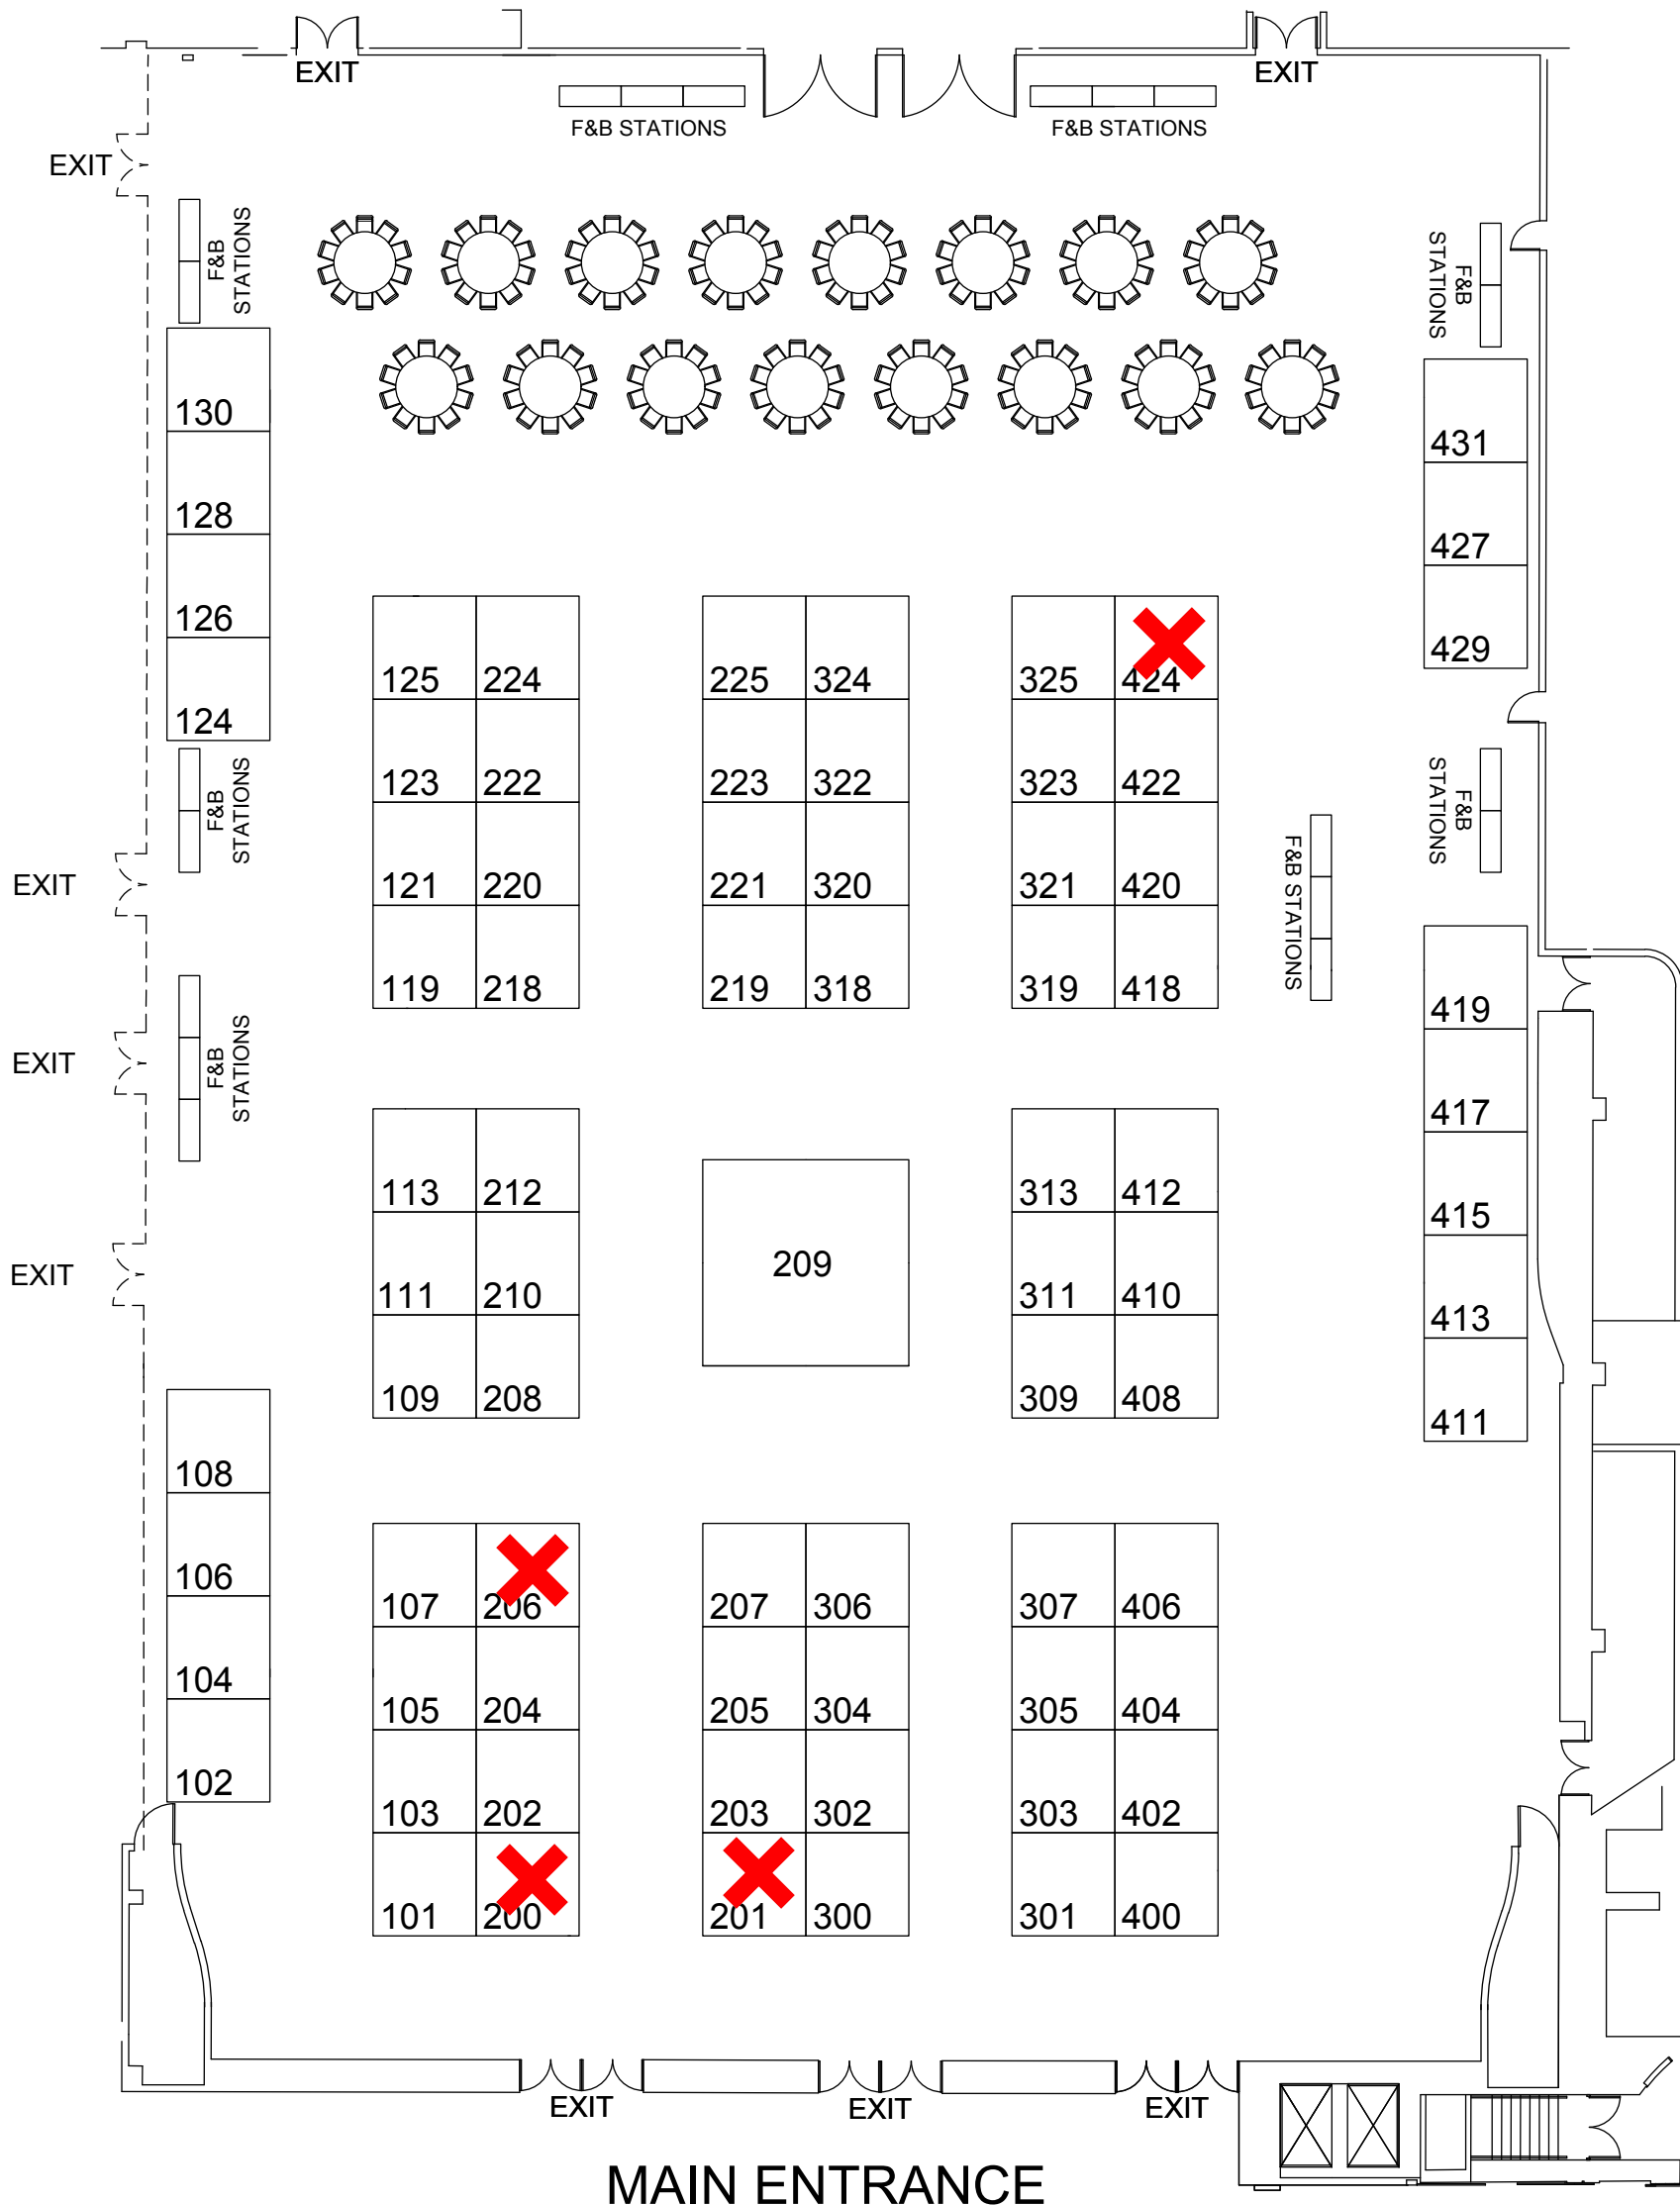 EXIT
EXIT
F&B STATIONS
F&B STATIONS
EXIT
F&B
STATIONS
F&B
STATIONS
130
128
126
124
431
427
429
125 224
225 324
325 424
123 222
223 322
323 422
121 220
221 320
321 420
119 218
219 318
319 418
F&B
STATIONS
F&B
STATIONS
F&B STATIONS
EXIT
EXIT
EXIT
F&B
STATIONS
419
417
415
413
411
113 212
313 412
111 210
209
311 410
109 208
309 408
108
106
104
102
107 206
207 306
307 406
105 204
205 304
305 404
103 202
203 302
303 402
101 200
201 300
301 400
EXIT
EXIT
EXIT
MAIN ENTRANCE